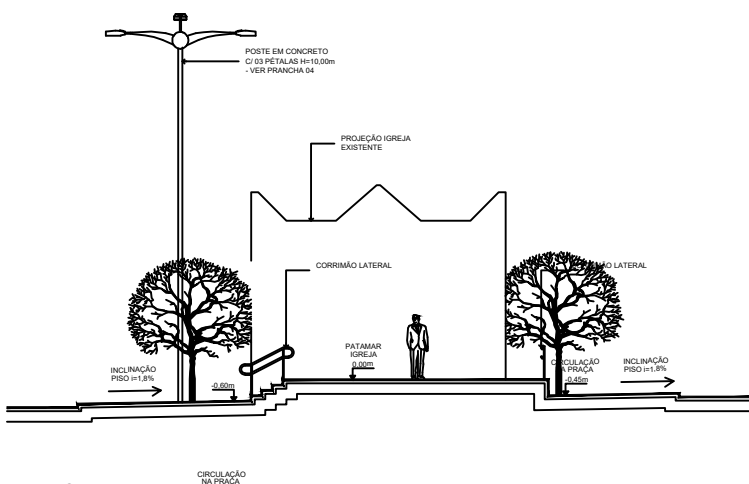 POSTE EM CONCRETO
C/ 03 PÉTALAS H=10,00m
- VER PRANCHA 04
PROJEÇÃO IGREJA
EXISTENTE
CORRIMÃO LATERAL
LATERAL
PATAMAR
IGREJA
0,00m
INCLINAÇÃO
PISO i=1,8%
-0,60m
CIRCULAÇÃO
NA PRAÇA
-0,45m
INCLINAÇÃO
PISO i=1.8%
CIRCULAÇÃO
NA PRAÇA